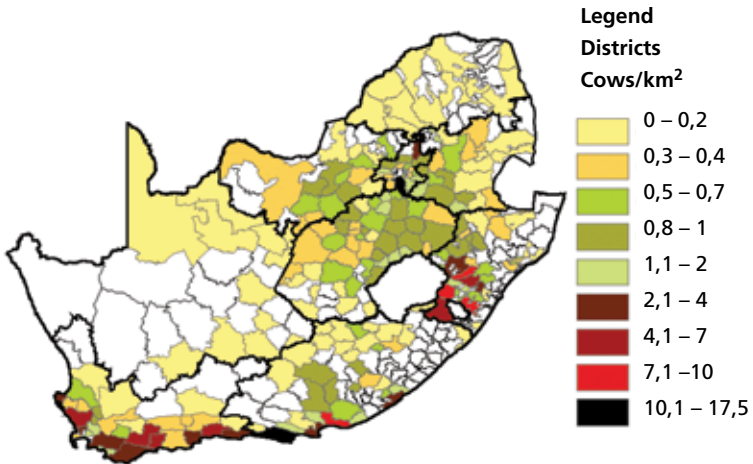 Legend
Districts
Cows/km²
0 – 0,2
0,3 – 0,4
0,5 – 0,7
0,8 – 1
1,1 – 2
2,1 – 4
4,1 – 7
7,1 –10
10,1 – 17,5